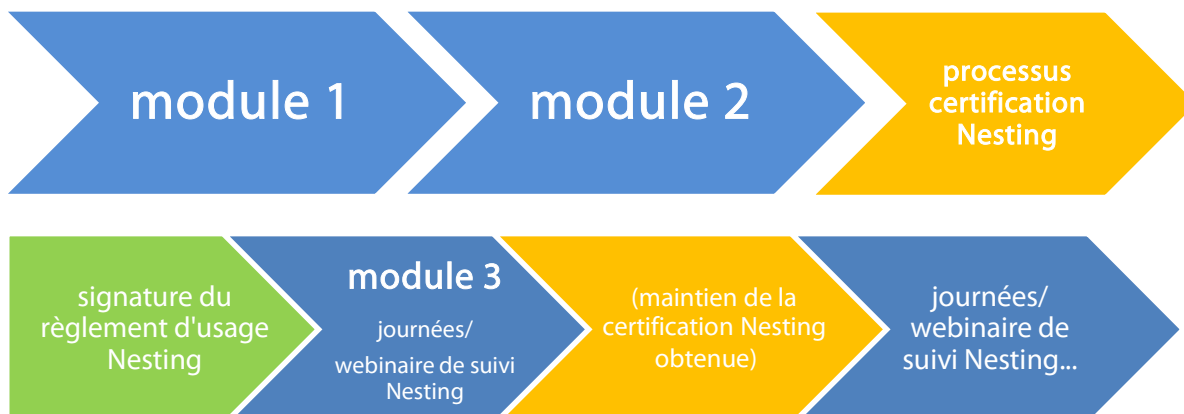 module 1
module 2
processus
certification
Nesting
signature du
règlement d'usage
Nesting
module 3
journées/
webinaire de suivi
Nesting
(maintien de la
certification Nesting
obtenue)
journées/
webinaire de
suivi Nesting...